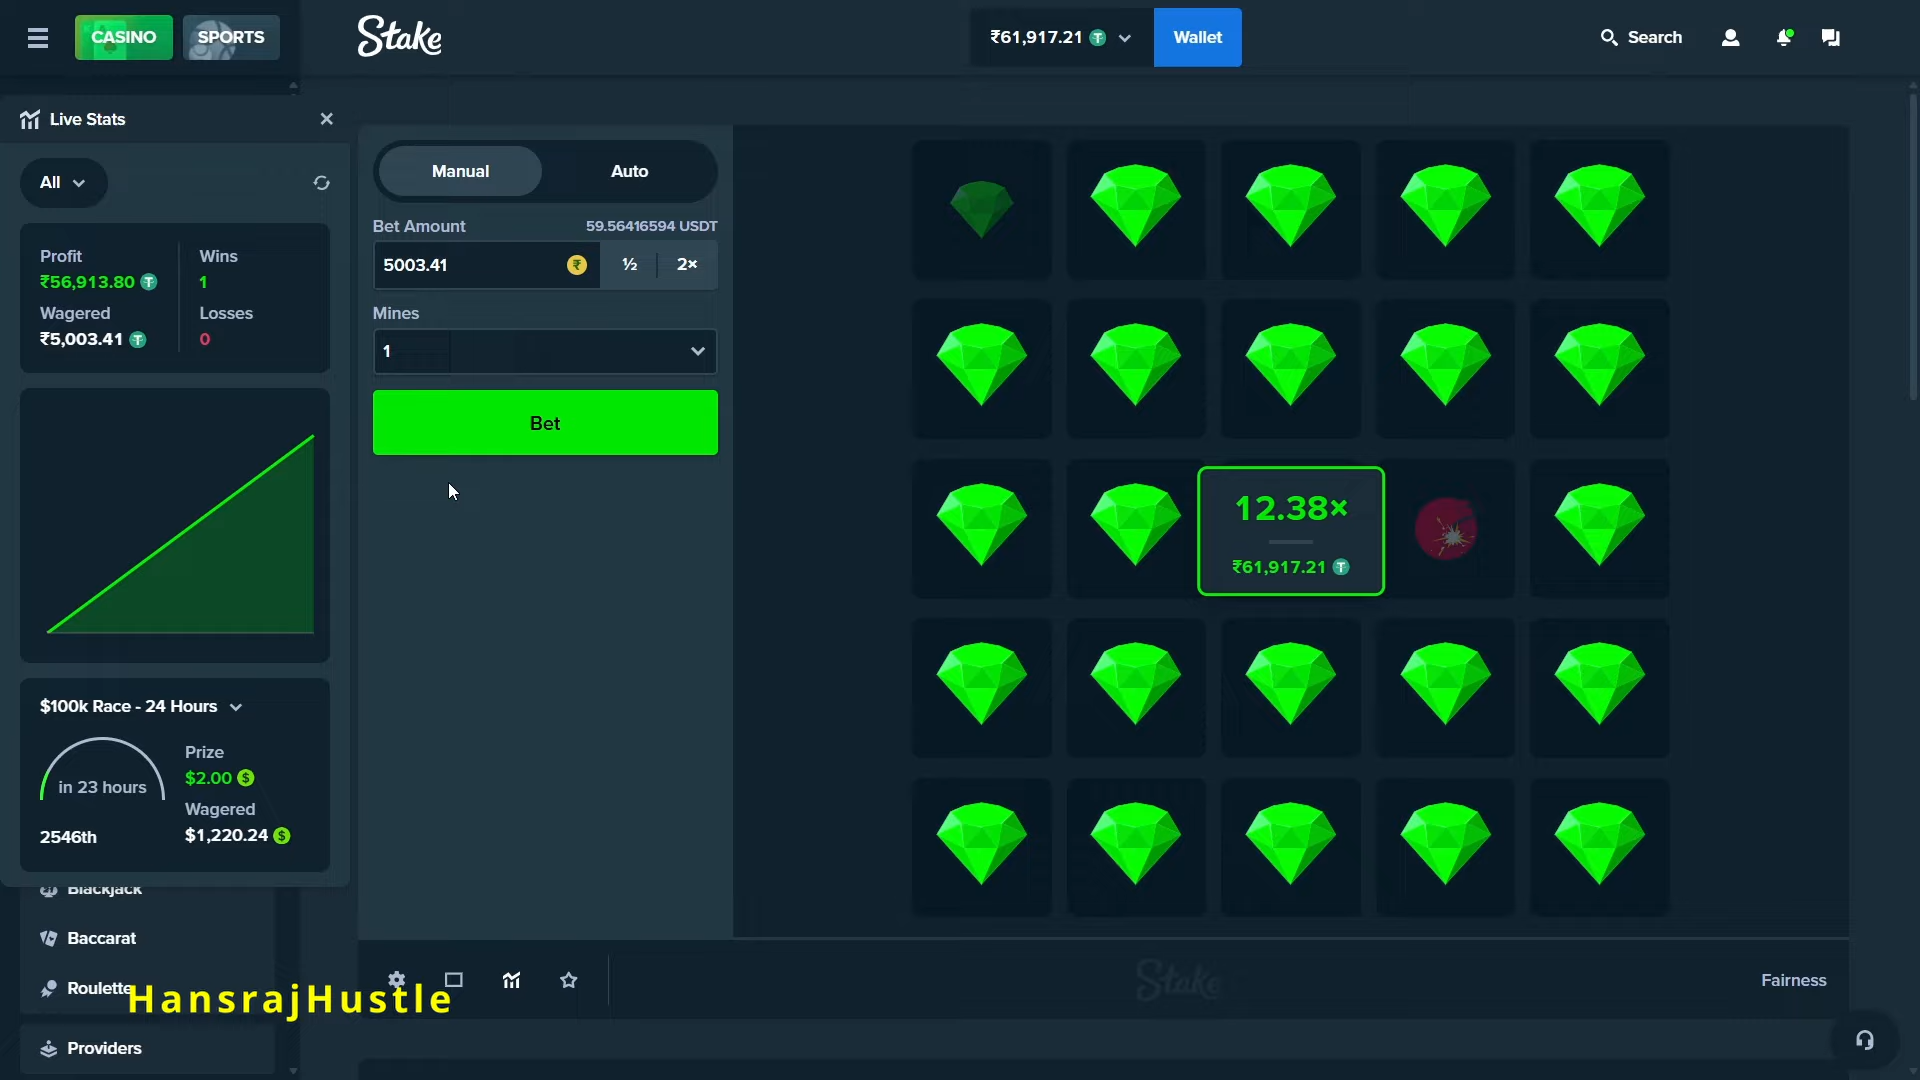 CASINO
SPORTS
Stake
₹61,917.21
Wallet
Search
Live Stats
All
Profit
₹56,913.80
Wins
1
Wagered
₹5,003.41
Losses
0
$100k Race - 24 Hours
in 23 hours
2546th
Prize
$2.00
Wagered
$1,220.24
Blackjack
Baccarat
Roulette
Providers
Manual
Auto
Bet Amount
59.56416594 USDT
5003.41
½
2×
Mines
1
Bet
12.38×
₹61,917.21
Stake
Fairness
HansrajHustle